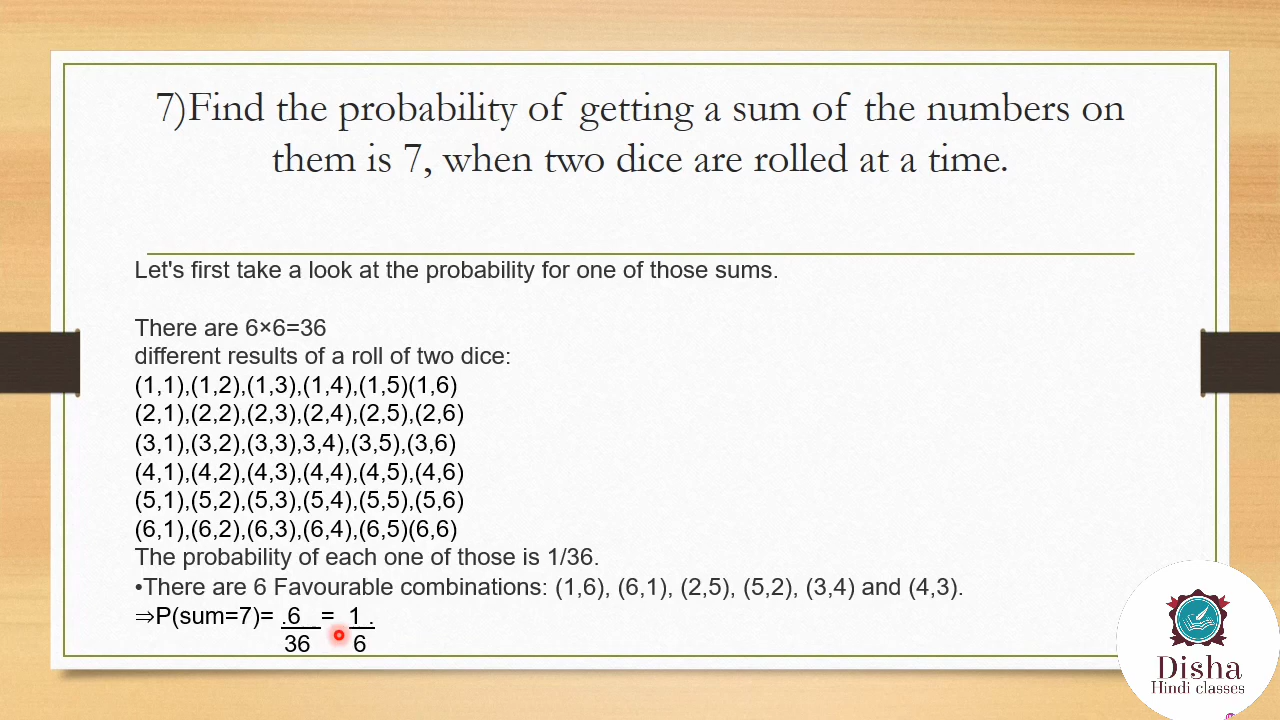 7)Find the probability of getting a sum of the numbers on
them is 7, when two dice are rolled at a time.
Let's first take a look at the probability for one of those sums.
There are 6×6=36
different results of a roll of two dice:
(1,1),(1,2),(1,3),(1,4),(1,5)(1,6)
(2,1),(2,2),(2,3),(2,4),(2,5),(2,6)
(3,1),(3,2),(3,3),3,4),(3,5),(3,6)
(4,1),(4,2),(4,3),(4,4),(4,5),(4,6)
(5,1),(5,2),(5,3),(5,4),(5,5),(5,6)
(6,1),(6,2),(6,3),(6,4),(6,5)(6,6)
The probability of each one of those is 1/36.
•There are 6 Favourable combinations: (1,6), (6,1), (2,5), (5,2), (3,4) and (4,3).
⇒P(sum=7)= .6 = 1 .
36 6
Disha
Hindi classes